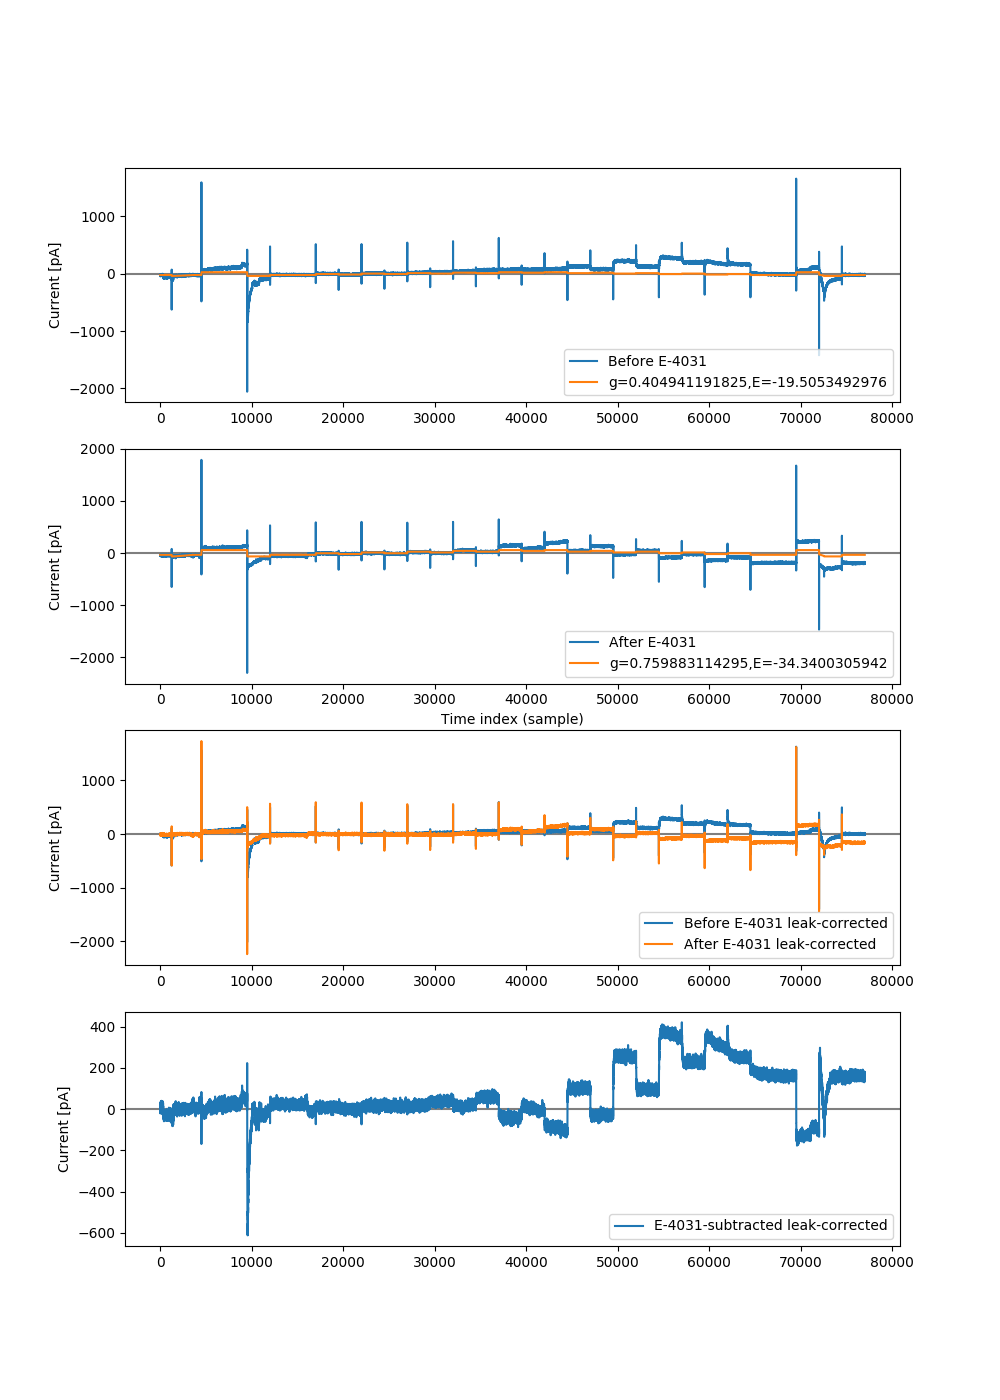 1000
0
−1000
−2000
Current [pA]
Before E-4031
g=0.404941191825,E=-19.5053492976
0 10000 20000 30000 40000 50000 60000 70000 80000
2000
1000
0
−1000
−2000
Current [pA]
After E-4031
g=0.759883114295,E=-34.3400305942
0 10000 20000 30000 40000 50000 60000 70000 80000
Time index (sample)
1000
0
−1000
−2000
Current [pA]
Before E-4031 leak-corrected
After E-4031 leak-corrected
0 10000 20000 30000 40000 50000 60000 70000 80000
400
200
0
−200
−400
−600
Current [pA]
E-4031-subtracted leak-corrected
0 10000 20000 30000 40000 50000 60000 70000 80000